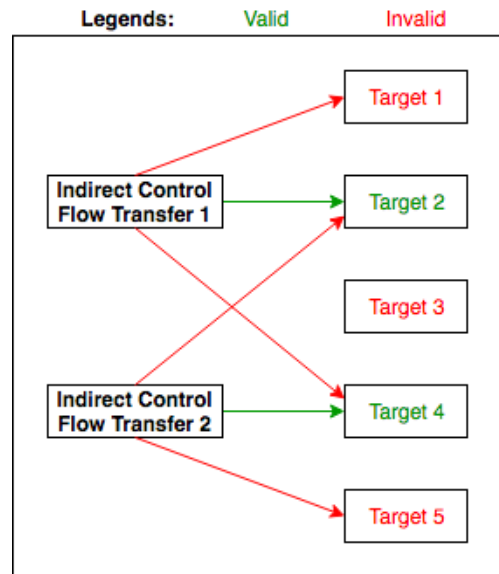 Legends: Valid Invalid
Target 1
Indirect Control
Flow Transfer 1
Target 2
Target 3
Indirect Control
Flow Transfer 2
Target 4
Target 5